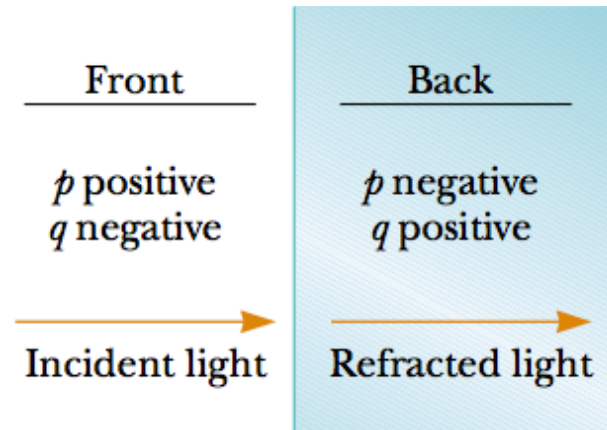 Front
p positive
q negative
Incident light
Back
p negative
q positive
Refracted light